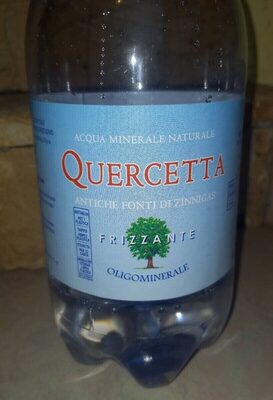 ACQUA MINERALE NATURALE
QUERCETTA
ANTICHE FONTI DI ZINNIGAS
FRIZZANTE
OLIGOMINERALE